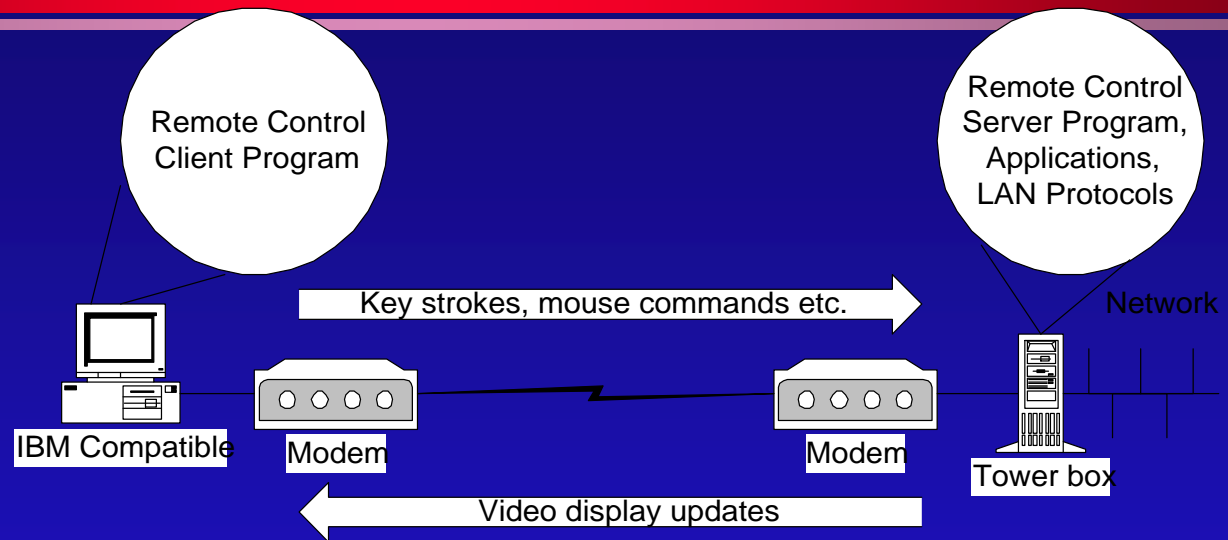 Remote Control
Client Program
Remote Control
Server Program,
Applications,
LAN Protocols
Key strokes, mouse commands etc.
Network
IBM Compatible
Modem
Modem
Tower box
Video display updates